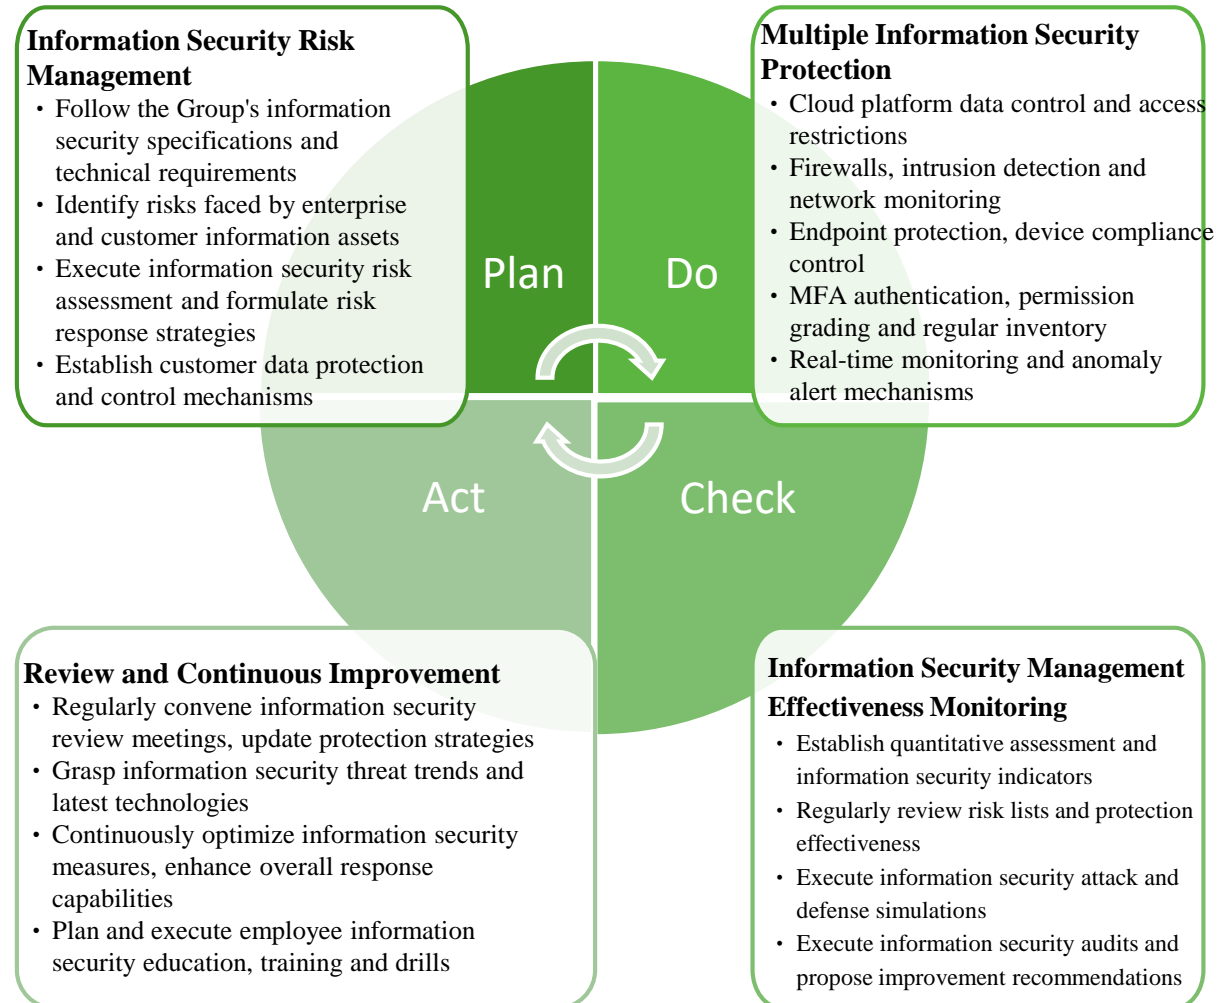 Information Security Risk
Management
・Follow the Group's information
security specifications and
technical requirements
・Identify risks faced by enterprise
and customer information assets
・Execute information security risk
assessment and formulate risk
response strategies
・Establish customer data protection
and control mechanisms
Multiple Information Security
Protection
・Cloud platform data control and access
restrictions
・Firewalls, intrusion detection and
network monitoring
・Endpoint protection, device compliance
control
・MFA authentication, permission
grading and regular inventory
・Real-time monitoring and anomaly
alert mechanisms
Plan
Do
Act
Check
Review and Continuous Improvement
・Regularly convene information security
review meetings, update protection strategies
・Grasp information security threat trends and
latest technologies
・Continuously optimize information security
measures, enhance overall response
capabilities
・Plan and execute employee information
security education, training and drills
Information Security Management
Effectiveness Monitoring
・Establish quantitative assessment and
information security indicators
・Regularly review risk lists and protection
effectiveness
・Execute information security attack and
defense simulations
・Execute information security audits and
propose improvement recommendations